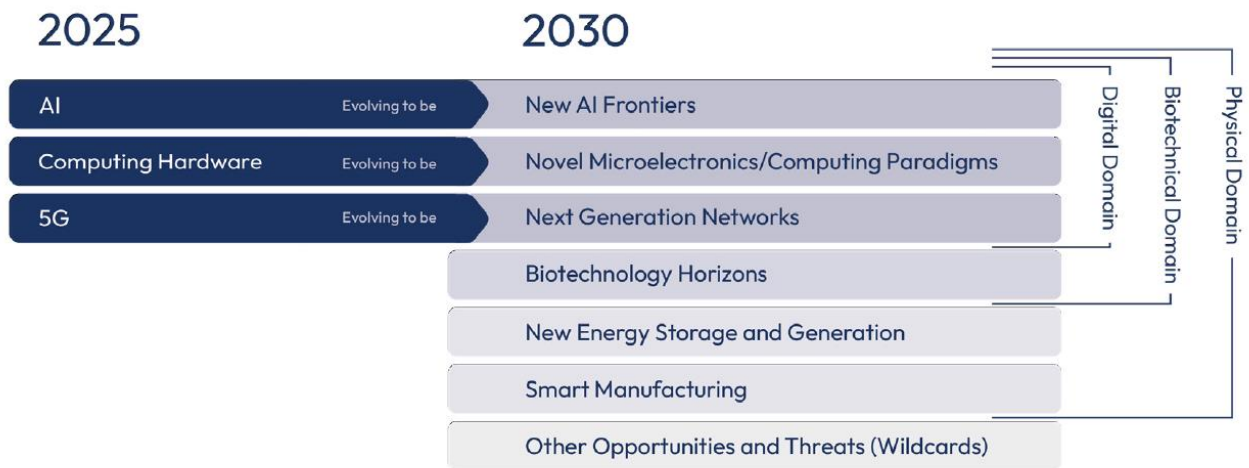 2025
2030
AI
Evolving to be
New AI Frontiers
Computing Hardware
Evolving to be
Novel Microelectronics/Computing Paradigms
5G
Evolving to be
Next Generation Networks
Biotechnology Horizons
New Energy Storage and Generation
Smart Manufacturing
Other Opportunities and Threats (Wildcards)
Digital Domain
Biotechnical Domain
Physical Domain